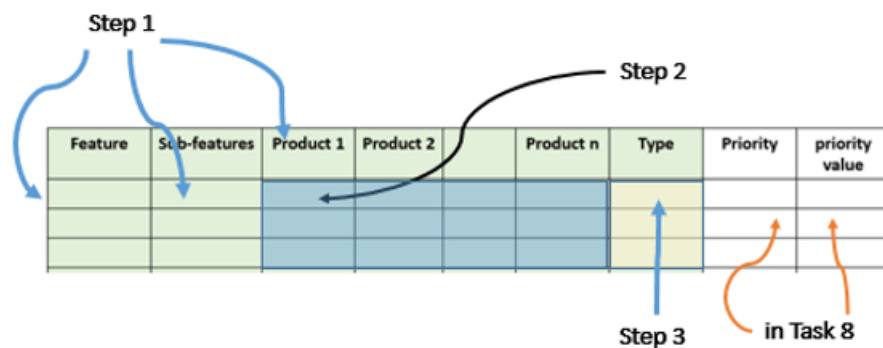 Step 1
Step 2
Feature Sub-features Product 1 Product 2 Product n Type Priority priority
value
Step 3
in Task 8